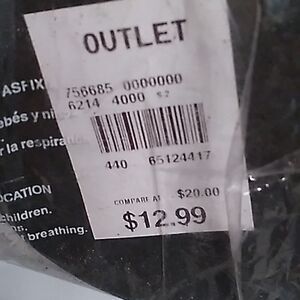 OUTLET
ASFIX
756685 0000000
6214 4000
bebés y ni
r la respira
440 65124417
OCATION
COMPARE AT $20.00
children.
$12.99
breathing.